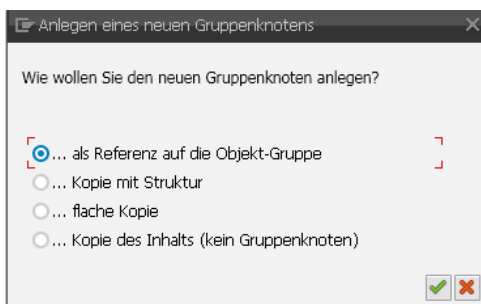 Anlegen eines neuen Gruppenknotens
Wie wollen Sie den neuen Gruppenknoten anlegen?
... als Referenz auf die Objekt-Gruppe
... Kopie mit Struktur
... flache Kopie
... Kopie des Inhalts (kein Gruppenknoten)